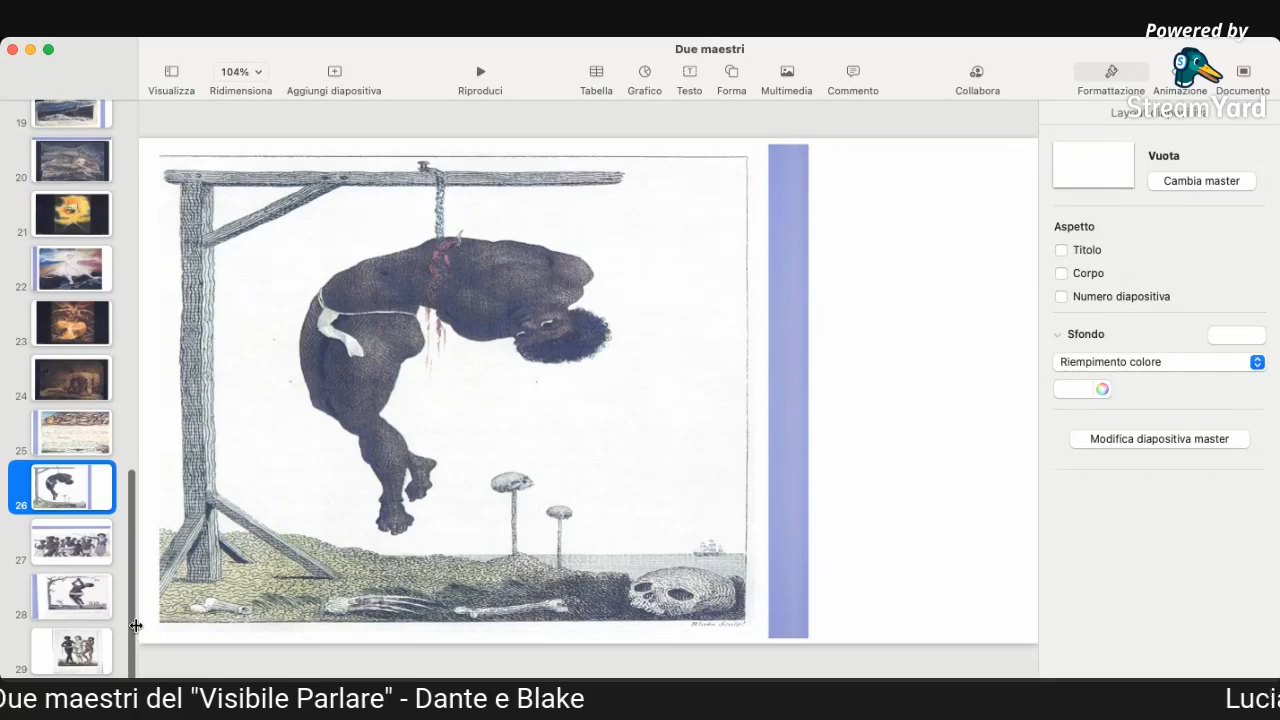 Powered by
StreamYard
Due maestri
104%
Visualizza
Ridimensiona
Aggiungi diapositiva
Riproduci
Tabella
Grafico
Testo
Forma
Multimedia
Commento
Collabora
Formattazione
Animazione
Documento
Vuota
Cambia master
Aspetto
Titolo
Corpo
Numero diapositiva
Sfondo
Riempimento colore
Modifica diapositiva master
19
20
21
22
23
24
25
26
27
28
29
Blake Sculpt
Due maestri del "Visibile Parlare" - Dante e Blake
Lucia